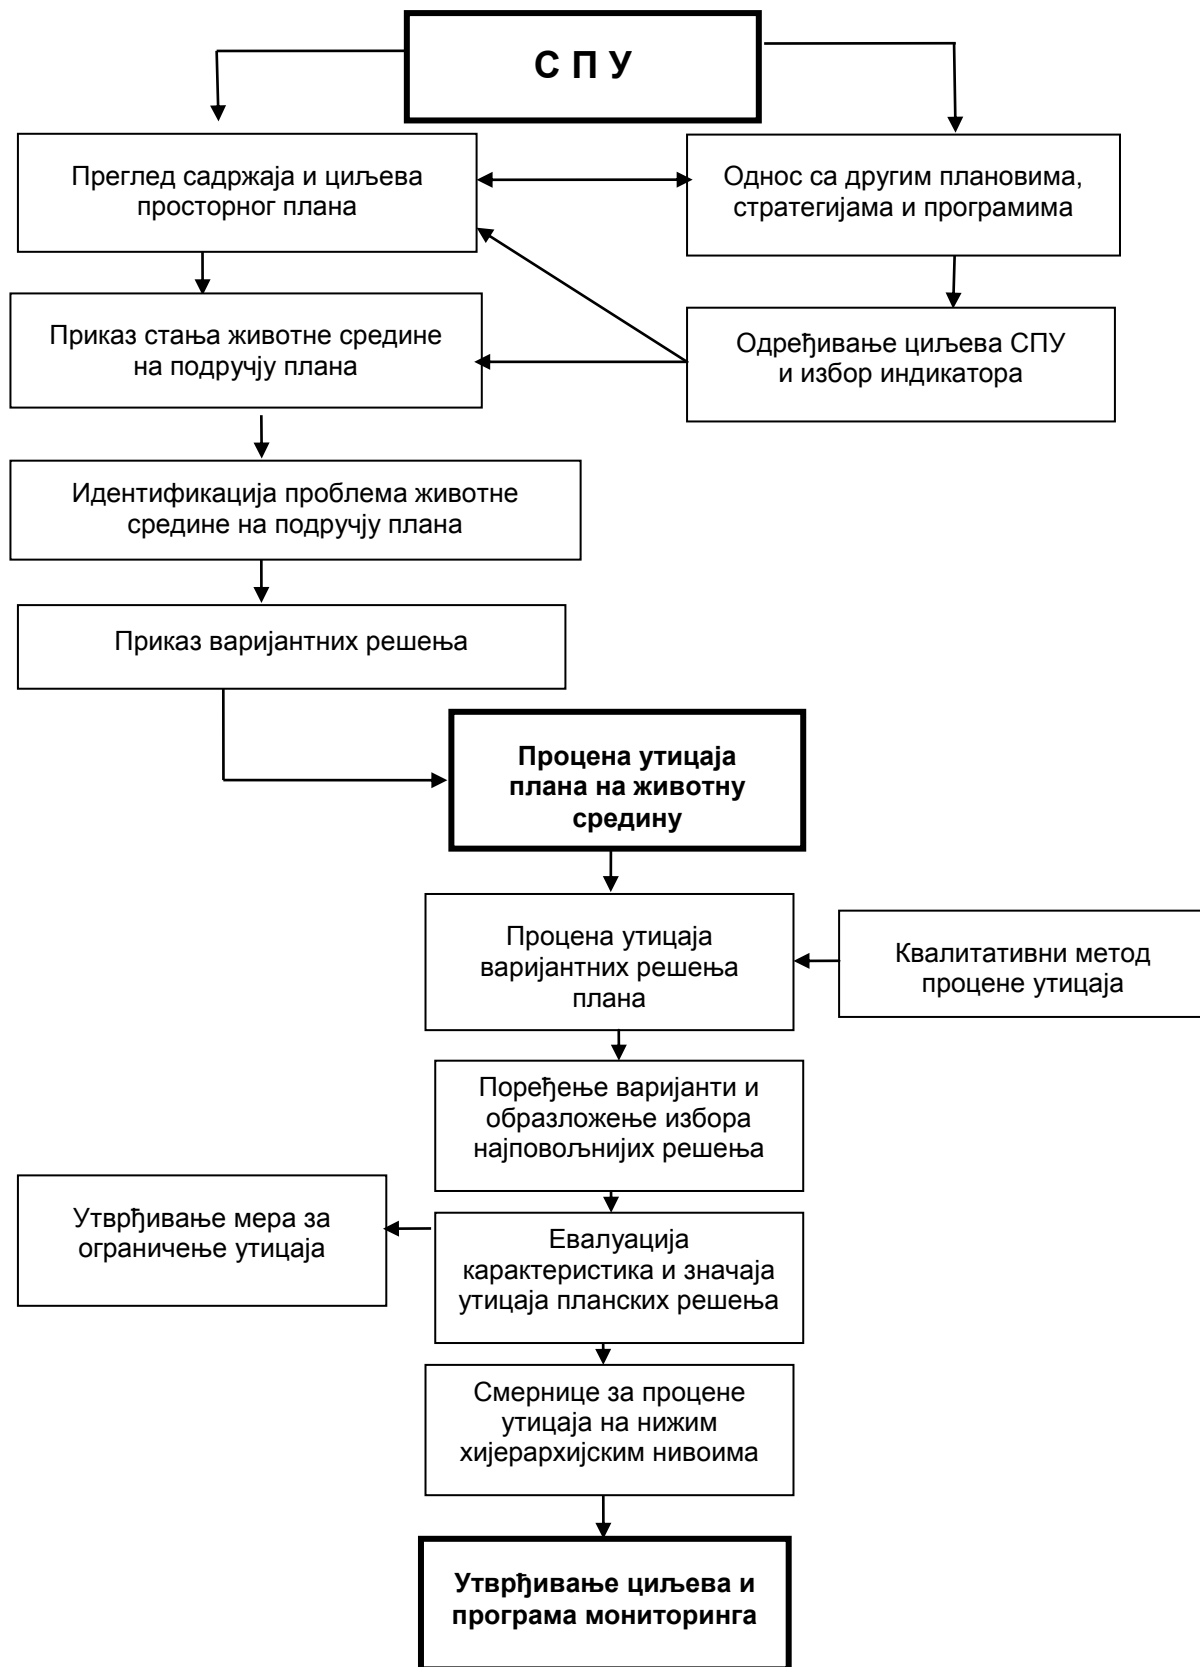 С П У
Преглед садржаја и циљева
просторног плана
Однос са другим плановима,
стратегијама и програмима
Приказ стања животне средине
на подручју плана
Одређивање циљева СПУ
и избор индикатора
Идентификација проблема животне
средине на подручју плана
Приказ варијантних решења
Процена утицаја
плана на животну
средину
Процена утицаја
варијантних решења
плана
Квалитативни метод
процене утицаја
Поређење варијанти и
образложење избора
најповољнијих решења
Утврђивање мера за
ограничење утицаја
Евалуација
карактеристика и значаја
утицаја планских решења
Смернице за процене
утицаја на нижим
хијерархијским нивоима
Утврђивање циљева и
програма мониторинга